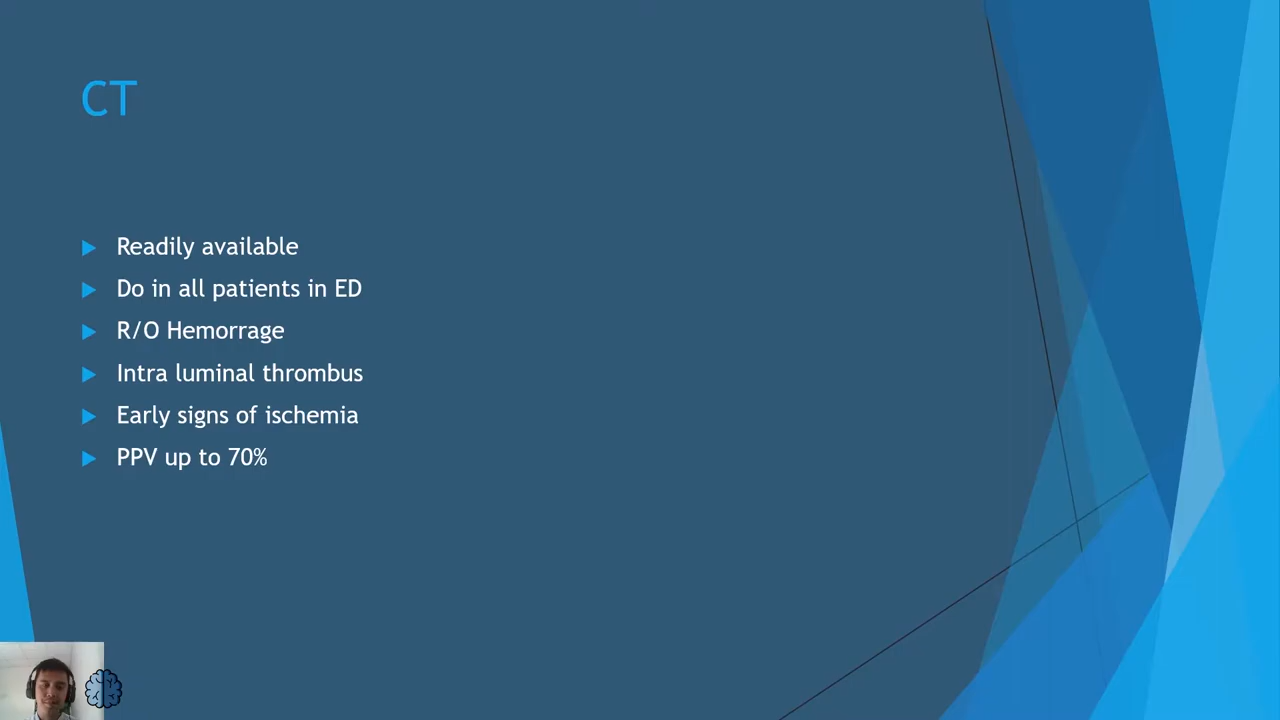 CT
Readily available
Do in all patients in ED
R/O Hemorrage
Intra luminal thrombus
Early signs of ischemia
PPV up to 70%